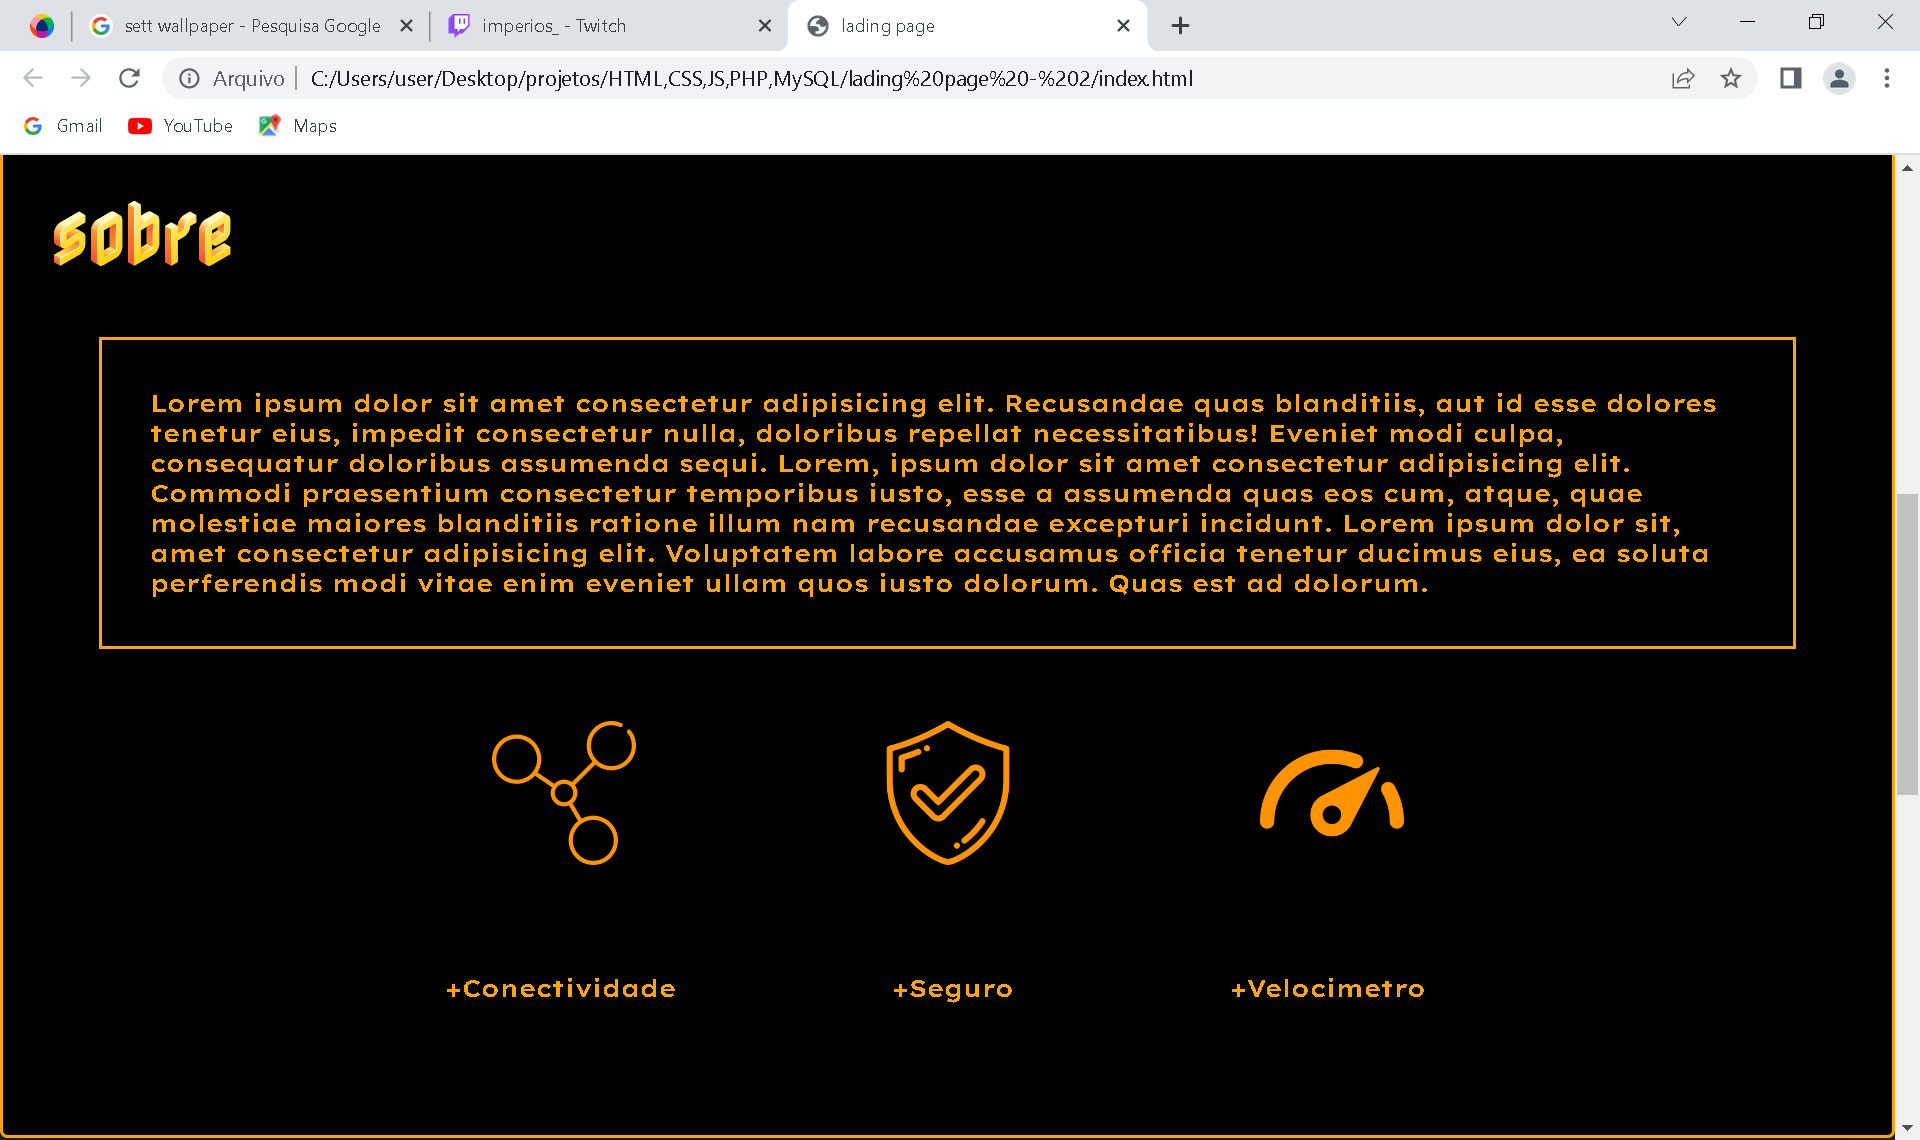 sett wallpaper - Pesquisa Google
imperios_ - Twitch
lading page
Arquivo
C:/Users/user/Desktop/projetos/HTML,CSS,JS,PHP,MySQL/lading%20page%20-%202/index.html
Gmail
YouTube
Maps
sobre
Lorem ipsum dolor sit amet consectetur adipisicing elit. Recusandae quas blanditiis, aut id esse dolores
tenetur eius, impedit consectetur nulla, doloribus repellat necessitatibus! Eveniet modi culpa,
consequatur doloribus assumenda sequi. Lorem, ipsum dolor sit amet consectetur adipisicing elit.
Commodi praesentium consectetur temporibus iusto, esse a assumenda quas eos cum, atque, quae
molestiae maiores blanditiis ratione illum nam recusandae excepturi incidunt. Lorem ipsum dolor sit,
amet consectetur adipisicing elit. Voluptatem labore accusamus officia tenetur ducimus eius, ea soluta
perferendis modi vitae enim eveniet ullam quos iusto dolorum. Quas est ad dolorum.
+Conectividade
+Seguro
+Velocimetro